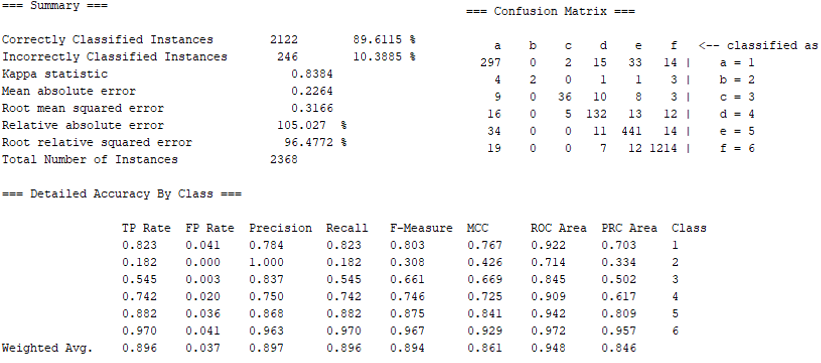 === Summary ===
Correctly Classified Instances 2122 89.6115 %
Incorrectly Classified Instances 246 10.3885 %
Kappa statistic 0.8384
Mean absolute error 0.2264
Root mean squared error 0.3166
Relative absolute error 105.027 %
Root relative squared error 96.4772 %
Total Number of Instances 2368
=== Confusion Matrix ===
a b c d e f <-- classified as
297 0 2 15 33 14 | a = 1
4 2 0 1 1 3 | b = 2
9 0 36 10 8 3 | c = 3
16 0 5 132 13 12 | d = 4
34 0 0 11 441 14 | e = 5
19 0 0 7 12 1214 | f = 6
=== Detailed Accuracy By Class ===
TP Rate FP Rate Precision Recall F-Measure MCC ROC Area PRC Area Class
0.823 0.041 0.784 0.823 0.803 0.767 0.922 0.703 1
0.182 0.000 1.000 0.182 0.308 0.426 0.714 0.334 2
0.545 0.003 0.837 0.545 0.661 0.669 0.845 0.502 3
0.742 0.020 0.750 0.742 0.746 0.725 0.909 0.617 4
0.882 0.036 0.868 0.882 0.875 0.841 0.942 0.809 5
0.970 0.041 0.963 0.970 0.967 0.929 0.972 0.957 6
Weighted Avg. 0.896 0.037 0.897 0.896 0.894 0.861 0.948 0.846